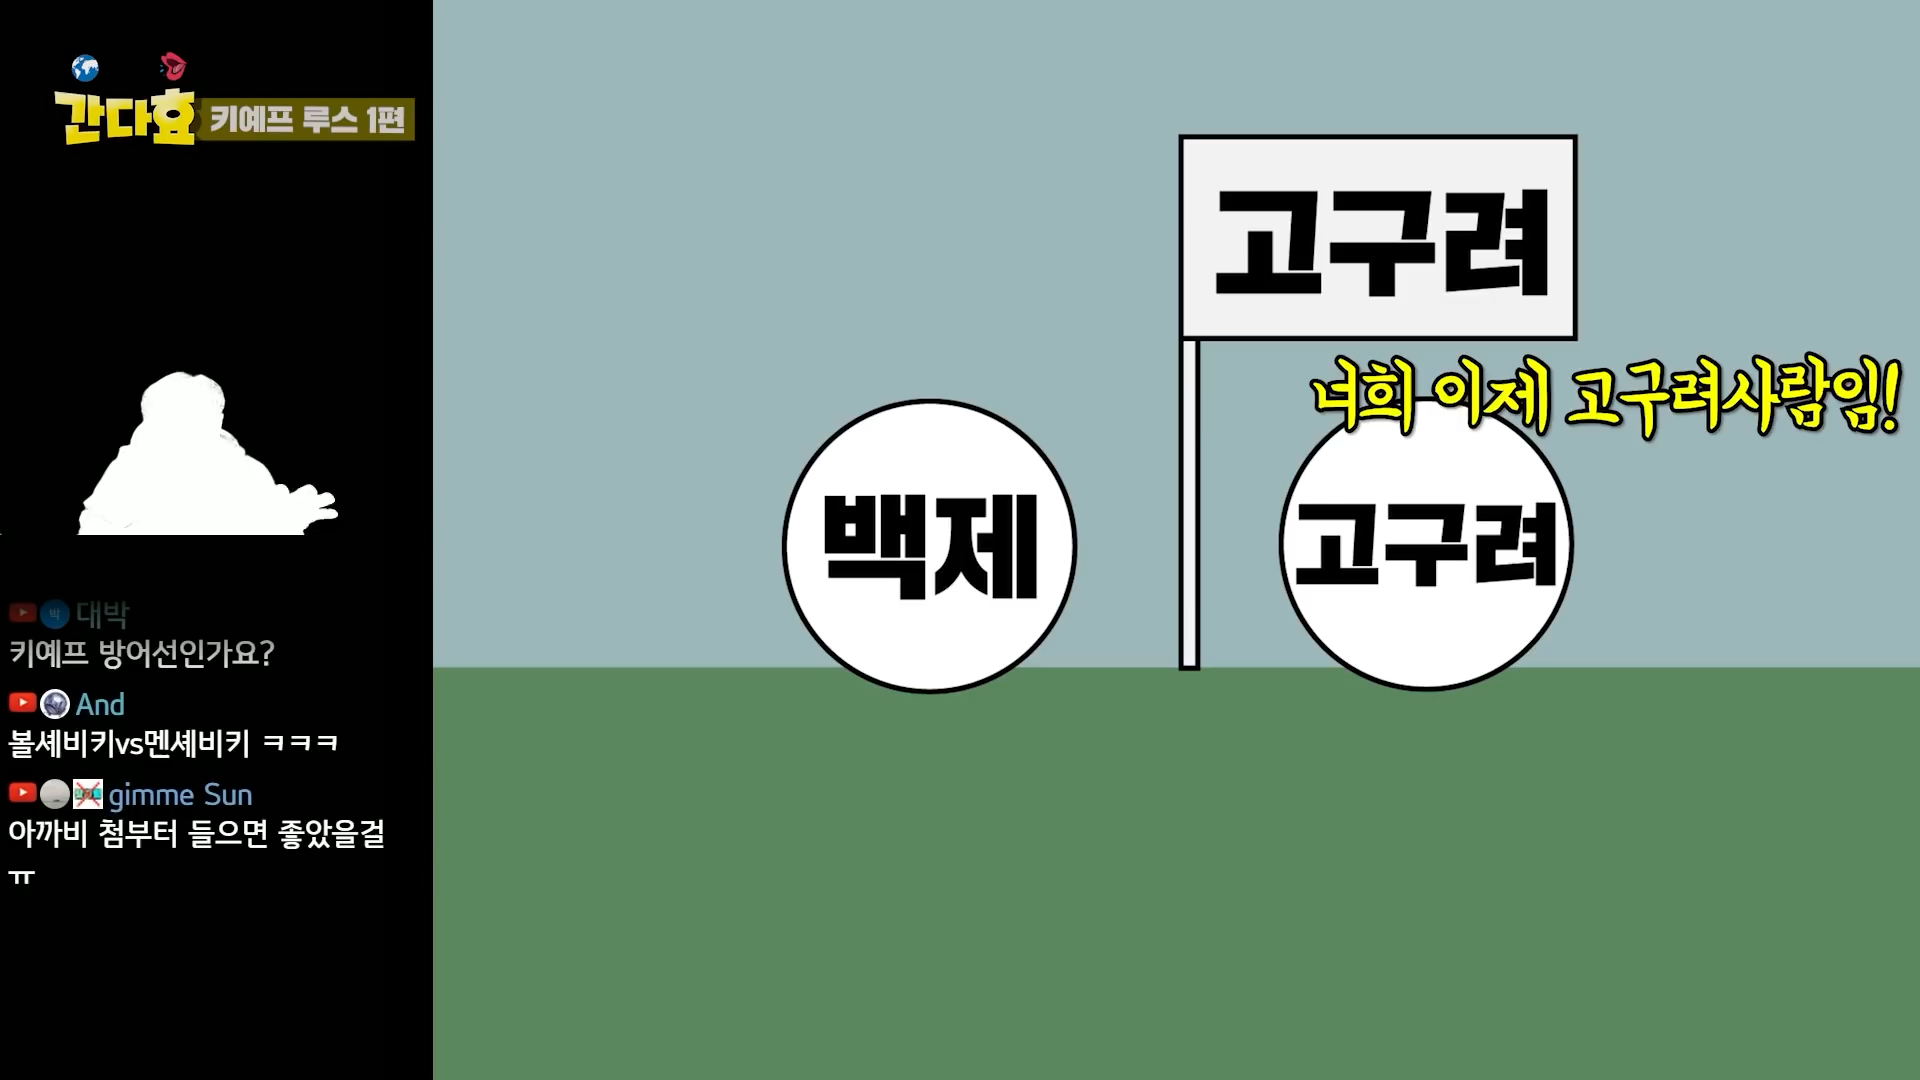 간다효 키예프 루스 1편
고구려
너희 이제 고구려사람임!
백제
고구려
박 대박
키예프 방어선인가요?
And
볼셰비키vs멘셰비키 ㅋㅋㅋ
gimme Sun
아까비 첨부터 들으면 좋았을걸
ㅠ